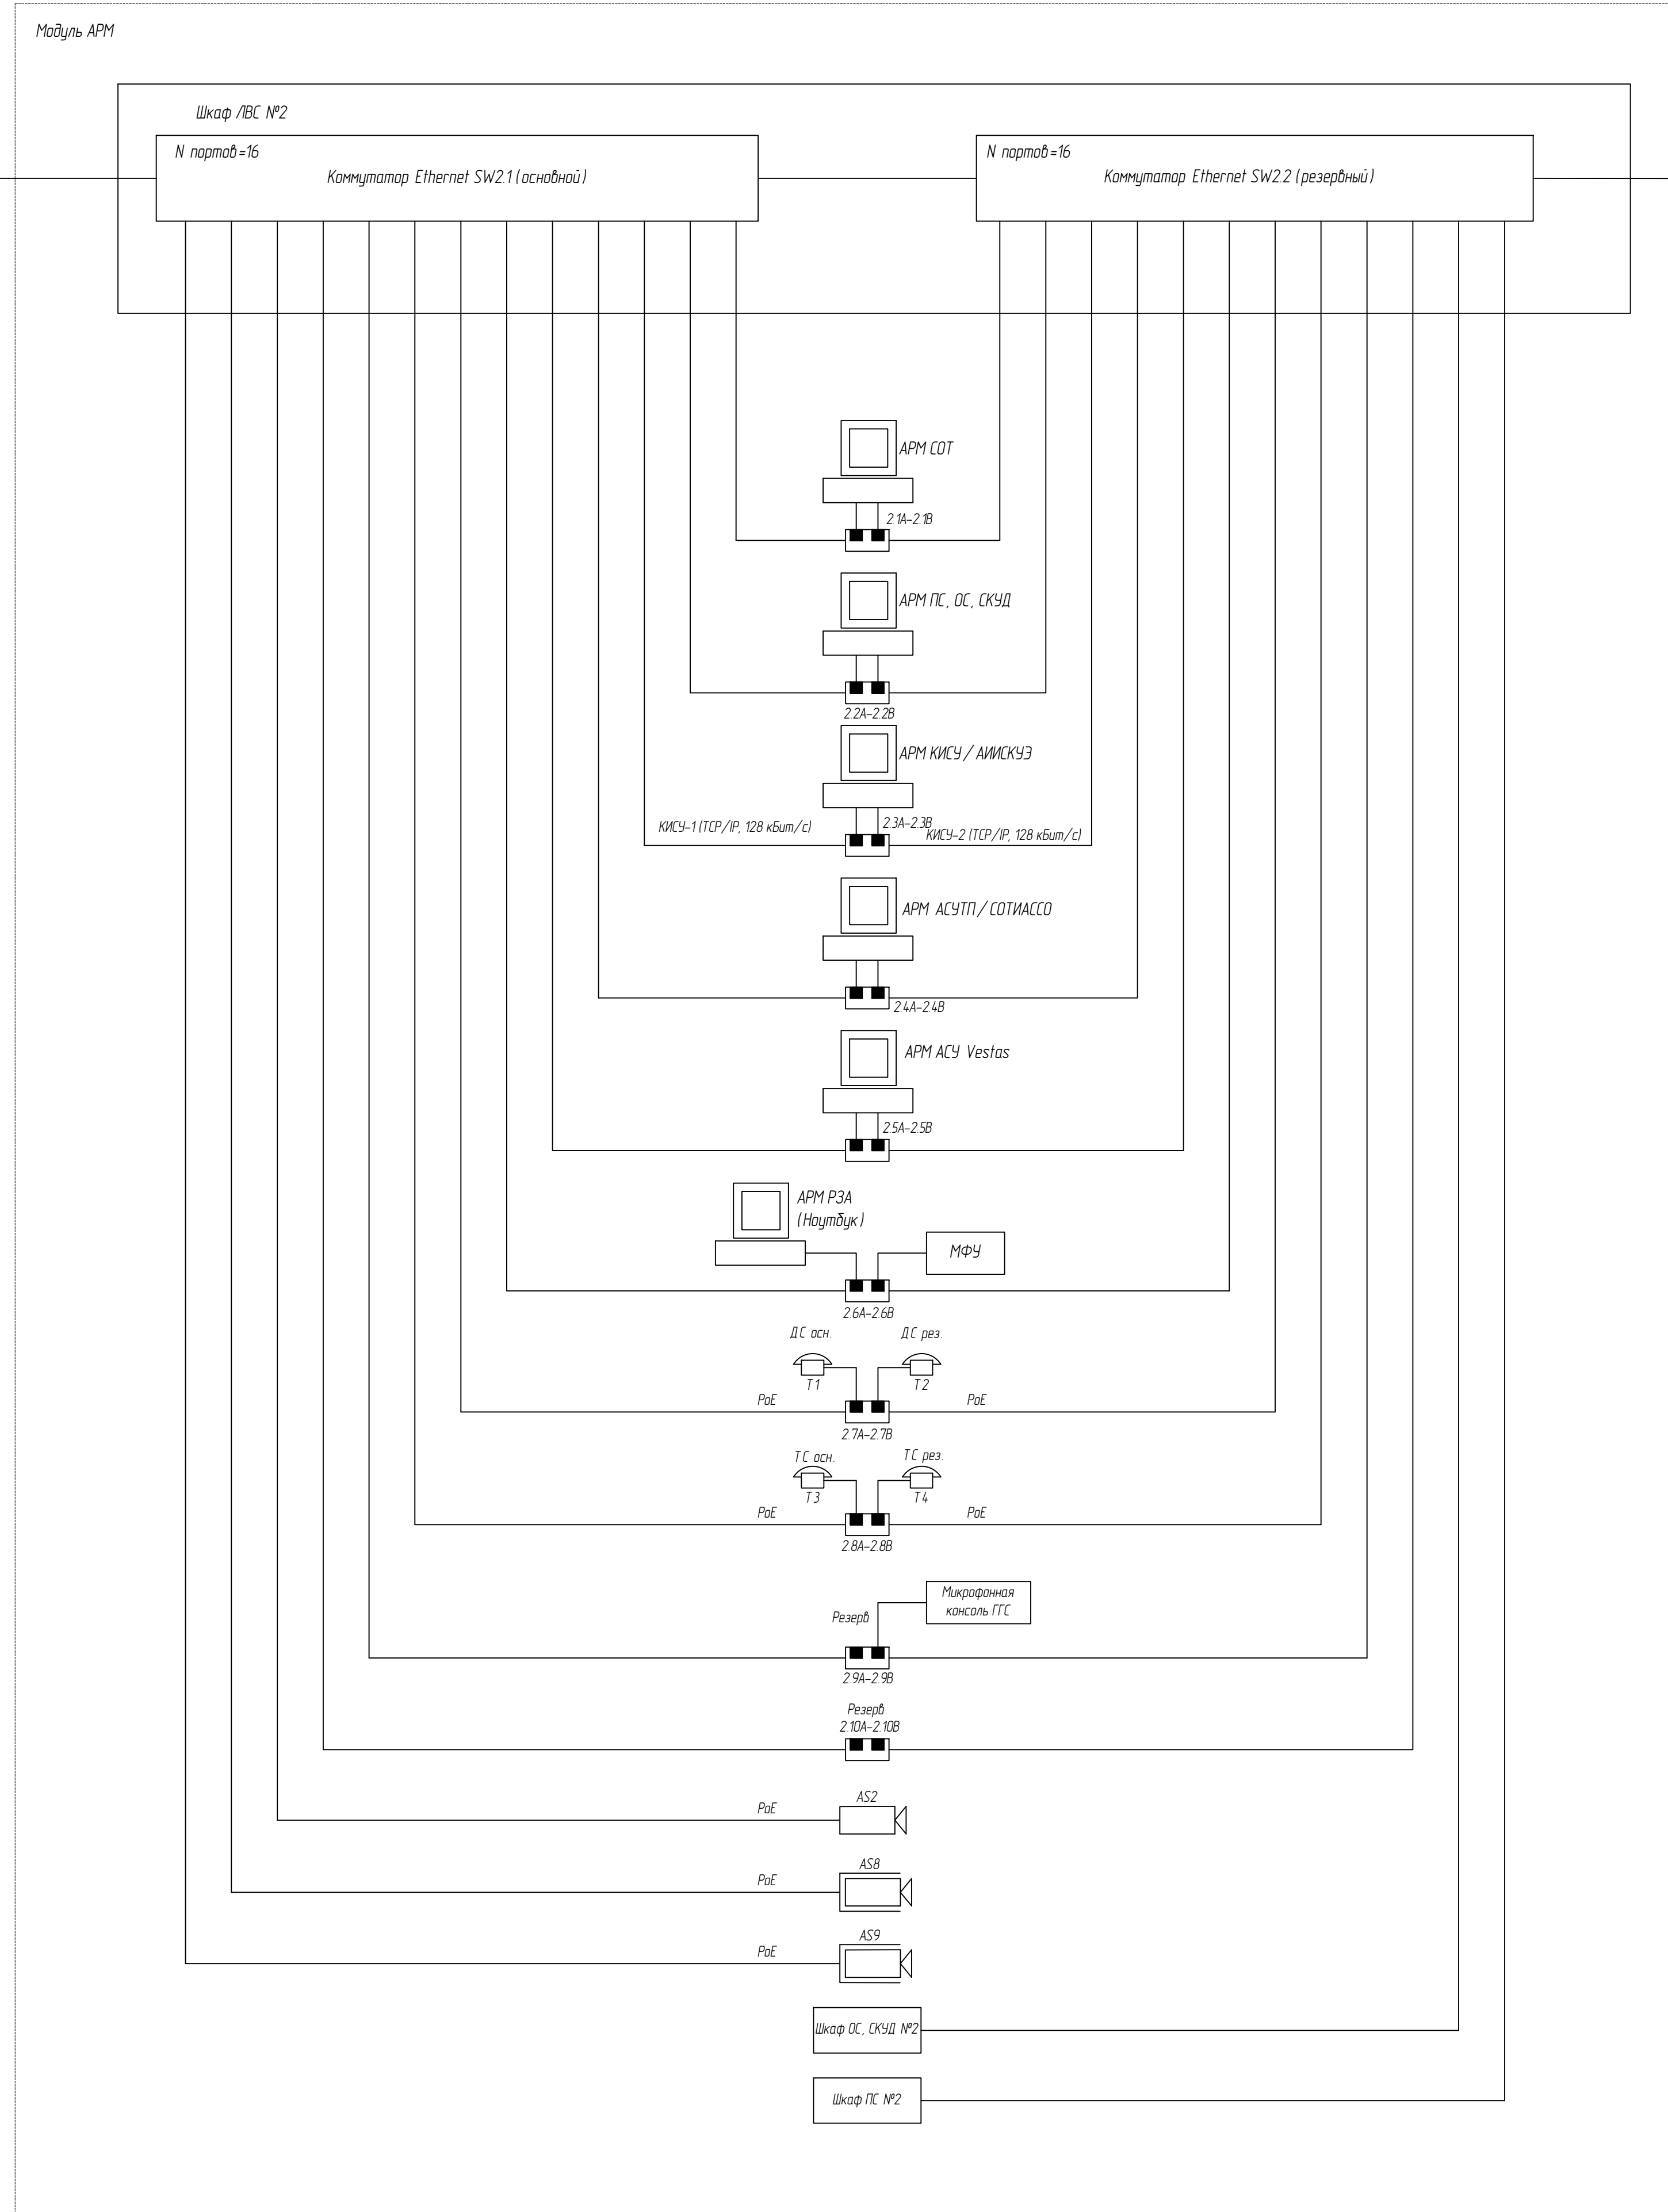 Модуль АРМ
Шкаф ЛВС №2
N портов=16
Коммутатор Ethernet SW2.1 (основной)
N портов=16
Коммутатор Ethernet SW2.2 (резервный)
АРМ СОТ
2.1А-2.1В
АРМ ПС, ОС, СКУД
2.2А-2.2В
АРМ КИСУ/АИИСКУЭ
2.3А-2.3В
КИСУ-1 (TCP/IP, 128 кБит/с)
КИСУ-2 (TCP/IP, 128 кБит/с)
АРМ АСУТП/СОТИАССО
2.4А-2.4В
АРМ АСУ Vestas
2.5А-2.5В
АРМ РЗА
(Ноутбук)
МФУ
2.6А-2.6В
ДС осн.
ДС рез.
Т1
Т2
PoE
PoE
2.7А-2.7В
ТС осн.
ТС рез.
Т3
Т4
PoE
PoE
2.8А-2.8В
Микрофонная
консоль ГГС
Резерв
2.9А-2.9В
Резерв
2.10А-2.10В
AS2
PoE
AS8
PoE
AS9
PoE
Шкаф ОС, СКУД №2
Шкаф ПС №2